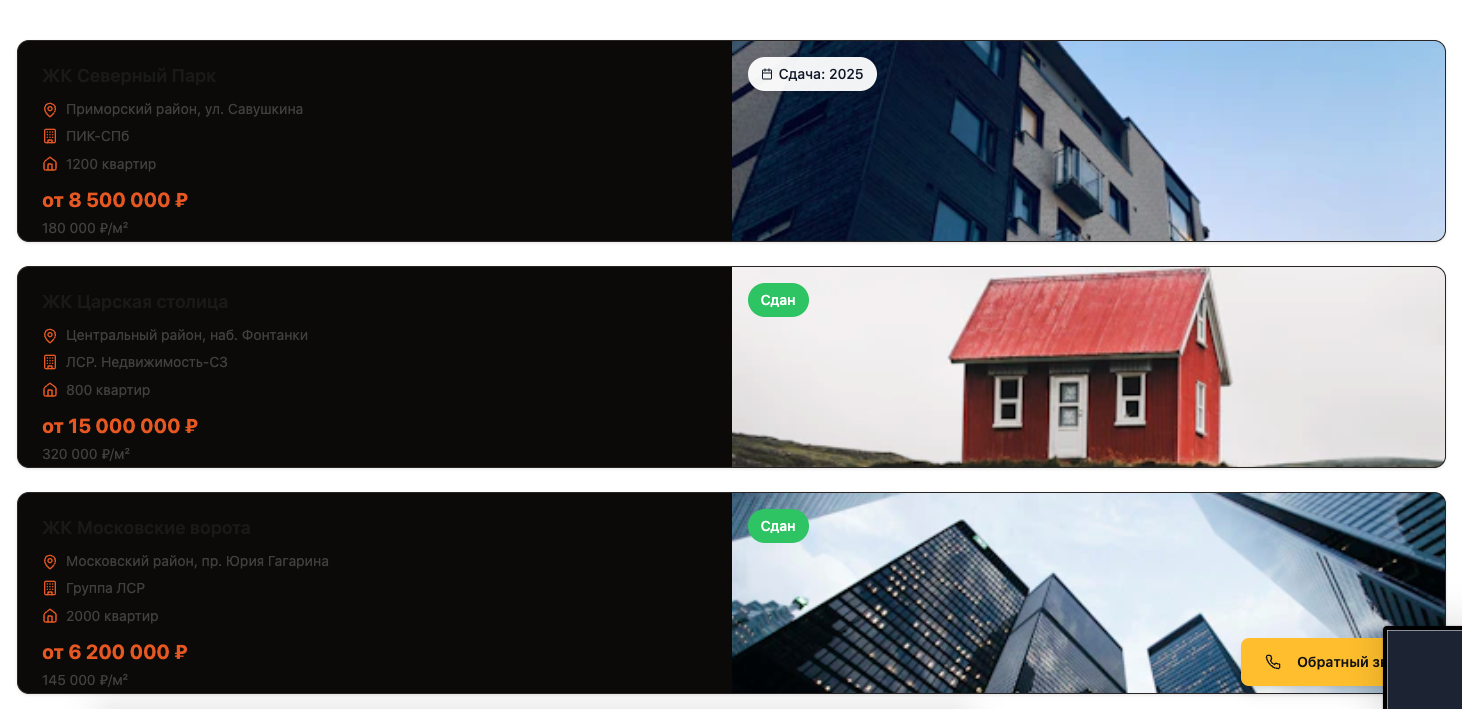 ЖК Северный Парк
Приморский район, ул. Савушкина
ПИК-СПб
1200 квартир
от 8 500 000 ₽
180 000 ₽/м²
Сдача: 2025
ЖК Царская столица
Центральный район, наб. Фонтанки
ЛСР. Недвижимость-СЗ
800 квартир
от 15 000 000 ₽
320 000 ₽/м²
Сдан
ЖК Московские ворота
Московский район, пр. Юрия Гагарина
Группа ЛСР
2000 квартир
от 6 200 000 ₽
145 000 ₽/м²
Сдан
Обратный